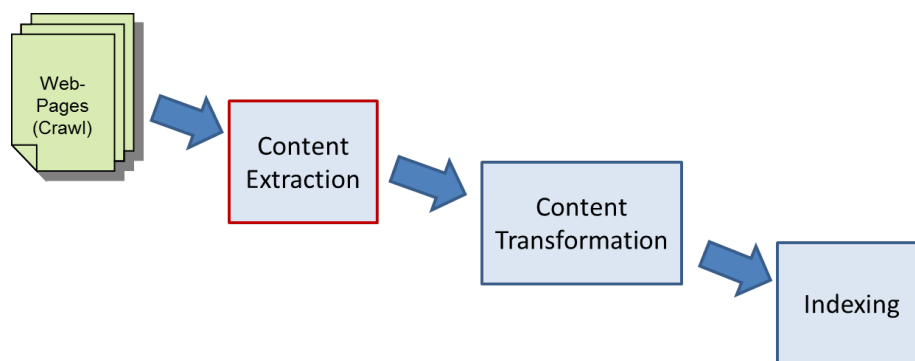 Web-
Pages
(Crawl)
Content
Extraction
Content
Transformation
Indexing